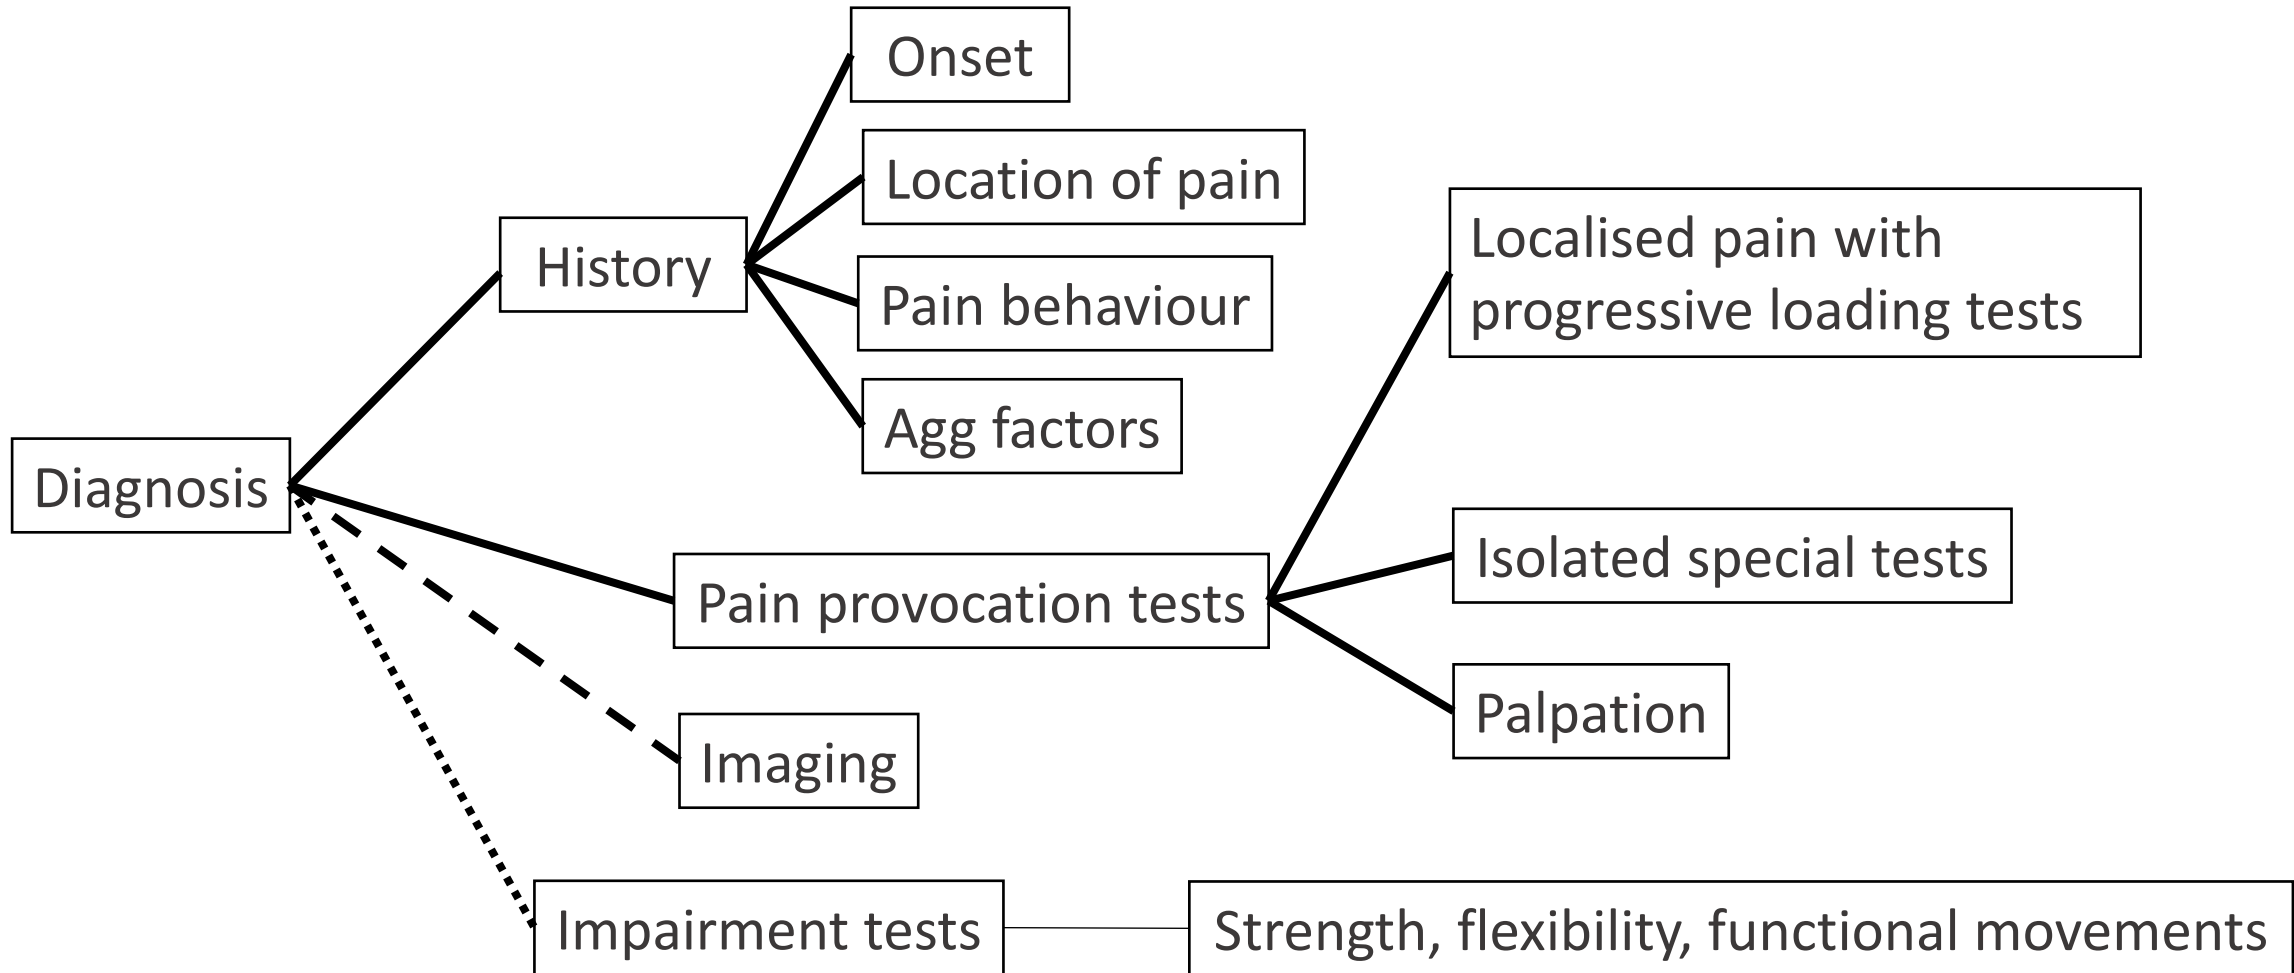 Onset
Location of pain
History
Pain behaviour
Agg factors
Localised pain with
progressive loading tests
Diagnosis
Pain provocation tests
Isolated special tests
Palpation
Imaging
Impairment tests
Strength, flexibility, functional movements